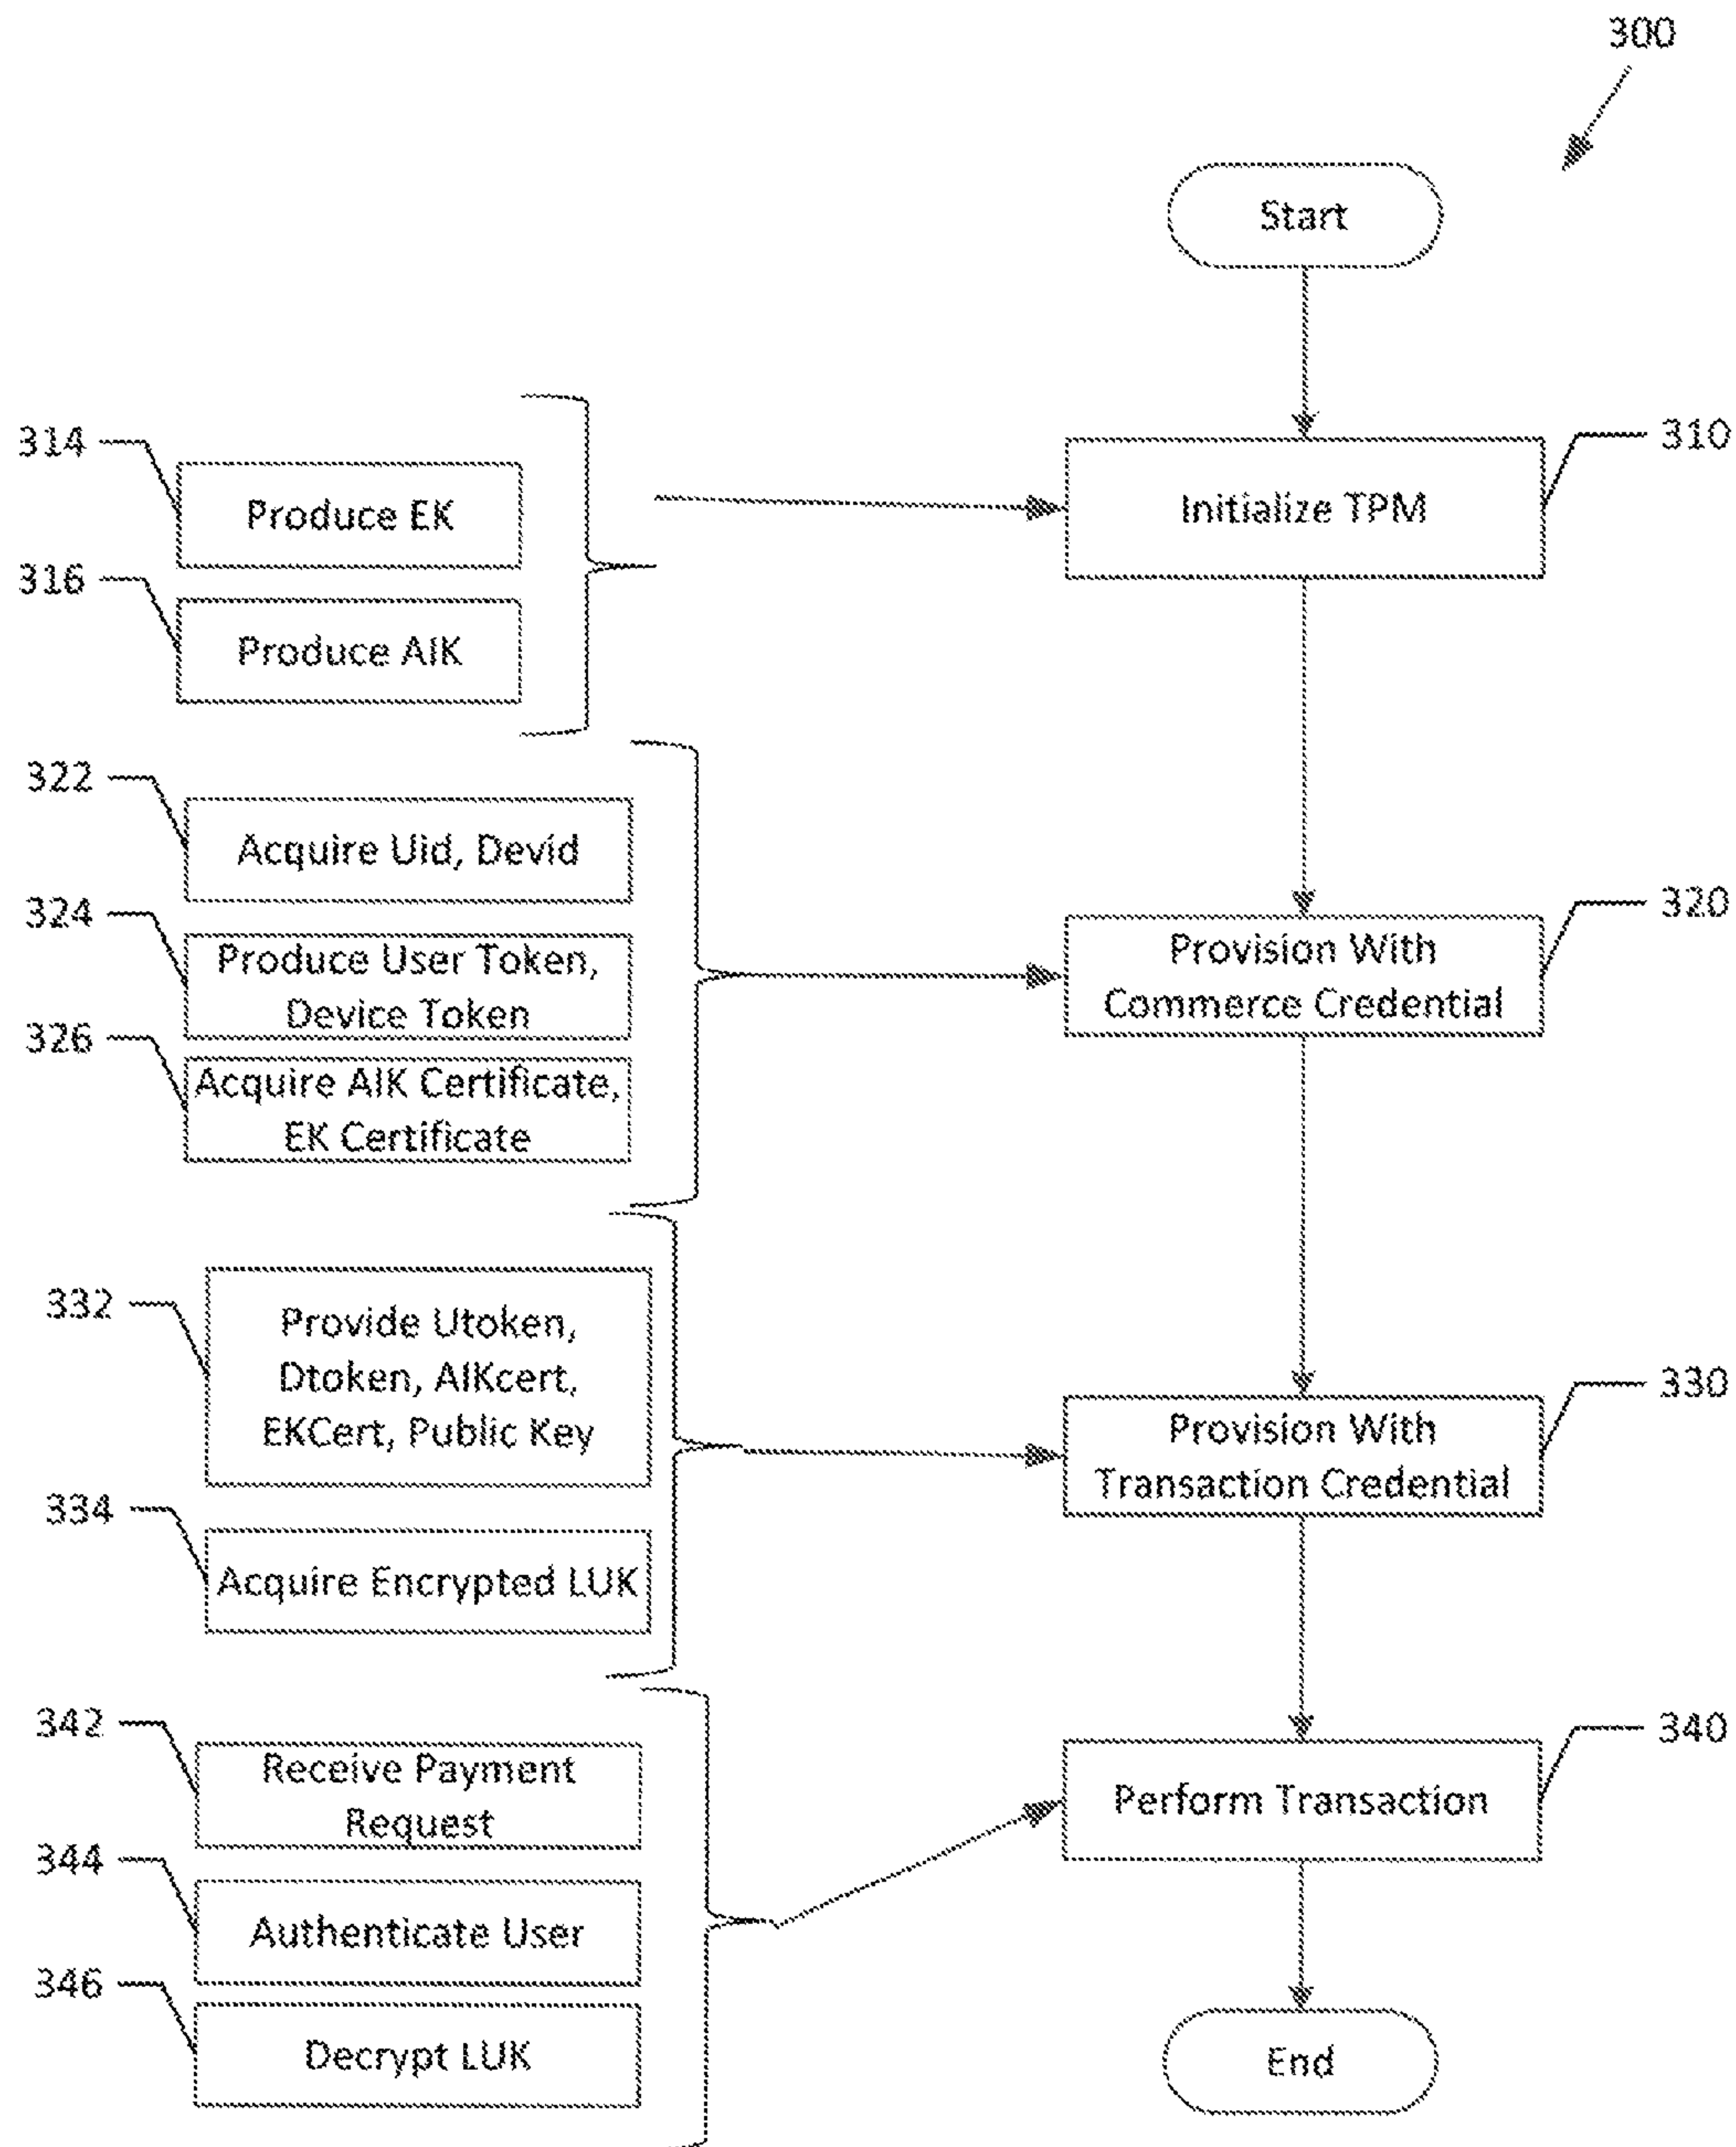 300
Start
314
Produce EK
310
Initialize TPM
316
Produce AIK
322
Acquire Uid, Devid
324
Produce User Token,
Device Token
320
Provision With
Commerce Credential
326
Acquire AIK Certificate,
EK Certificate
332
Provide Utoken,
Dtoken, AIKcert,
EKCert, Public Key
330
Provision With
Transaction Credential
334
Acquire Encrypted LUK
342
Receive Payment
Request
340
Perform Transaction
344
Authenticate User
346
Decrypt LUK
End